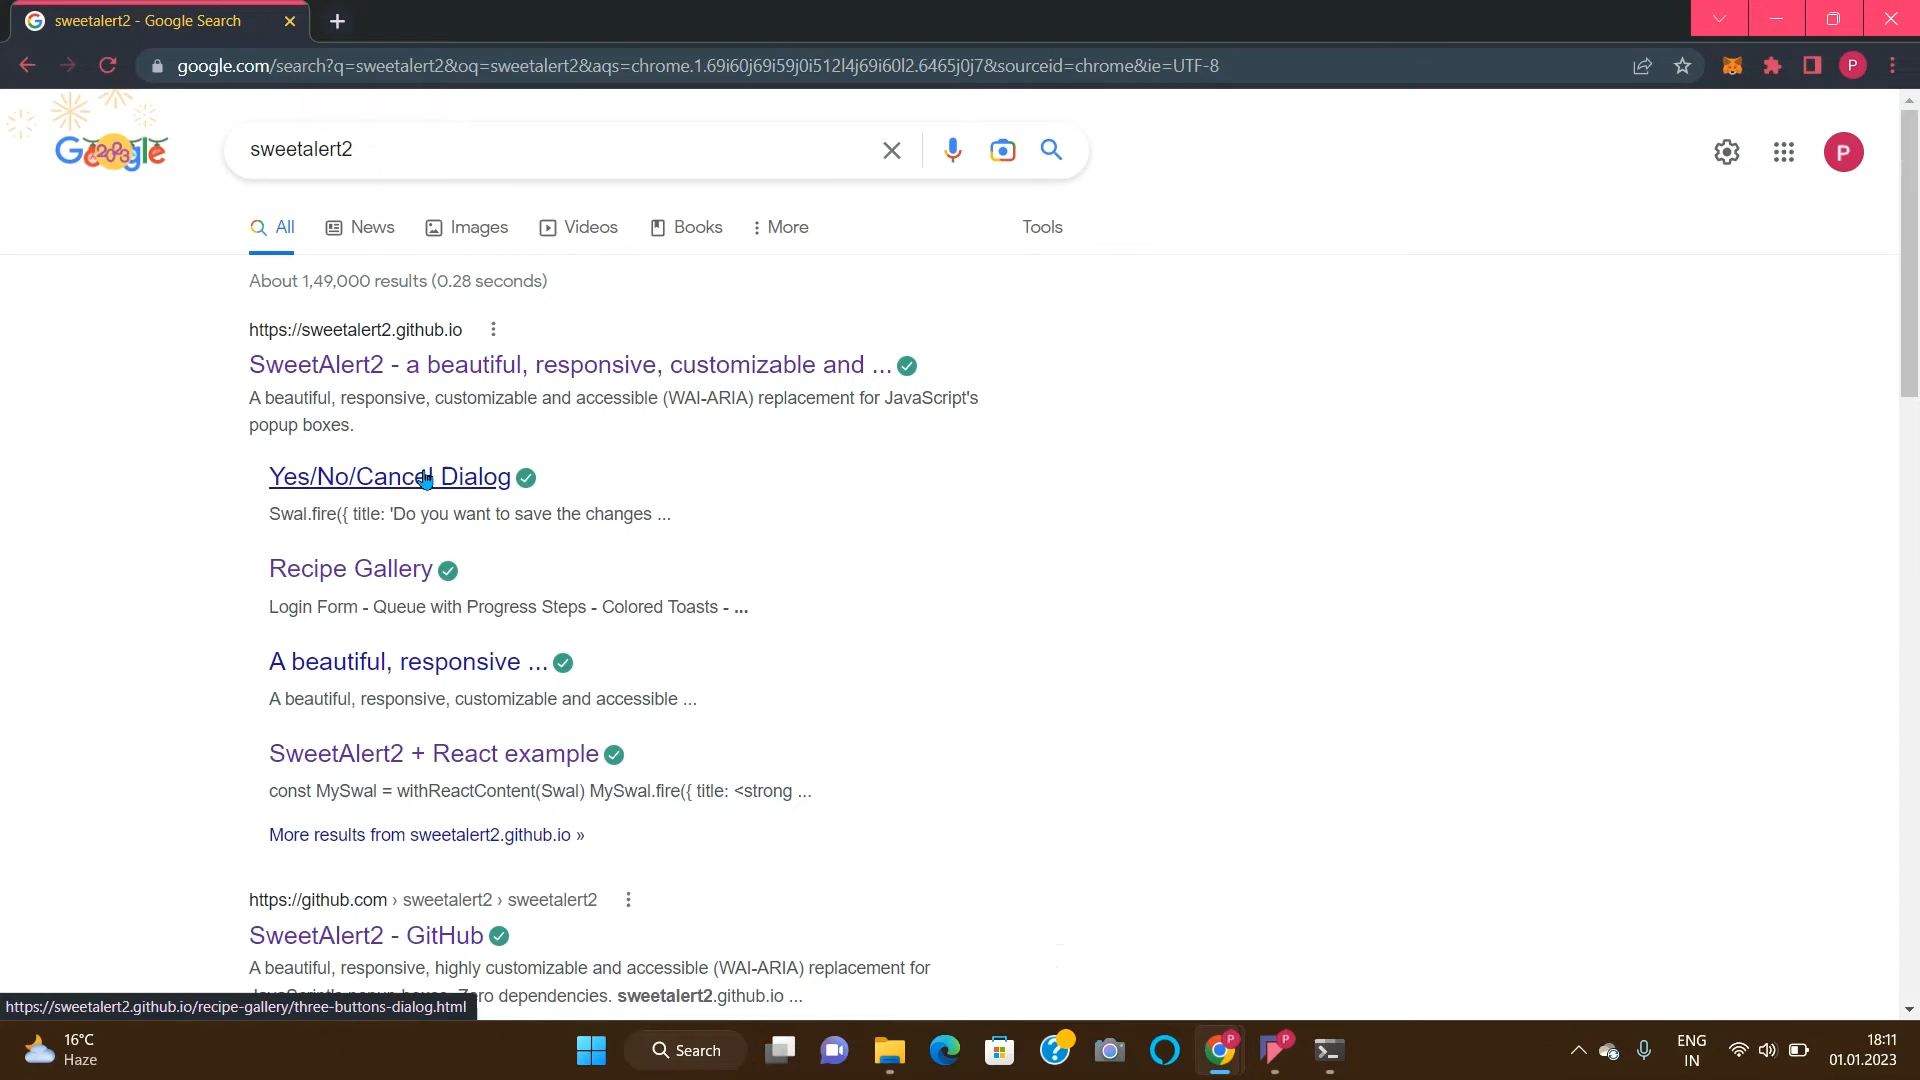 sweetalert2 - Google Search
google.com/search?q=sweetalert2&oq=sweetalert2&aqs=chrome.1.69i60j69i59j0i512l4j69i60l2.6465j0j7&sourceid=chrome&ie=UTF-8
P
Google
2023
sweetalert2
P
All News Images Videos Books More Tools
About 1,49,000 results (0.28 seconds)
https://sweetalert2.github.io
SweetAlert2 - a beautiful, responsive, customizable and ...
A beautiful, responsive, customizable and accessible (WAI-ARIA) replacement for JavaScript's
popup boxes.
Yes/No/Cancel Dialog
Swal.fire({ title: 'Do you want to save the changes ...
Recipe Gallery
Login Form - Queue with Progress Steps - Colored Toasts - ...
A beautiful, responsive ...
A beautiful, responsive, customizable and accessible ...
SweetAlert2 + React example
const MySwal = withReactContent(Swal) MySwal.fire({ title: <strong ...
More results from sweetalert2.github.io »
https://github.com › sweetalert2 › sweetalert2
SweetAlert2 - GitHub
A beautiful, responsive, highly customizable and accessible (WAI-ARIA) replacement for
dependencies. sweetalert2.github.io ...
https://sweetalert2.github.io/recipe-gallery/three-buttons-dialog.html
16°C
Haze
Search
P
P
ENG
IN
18:11
01.01.2023